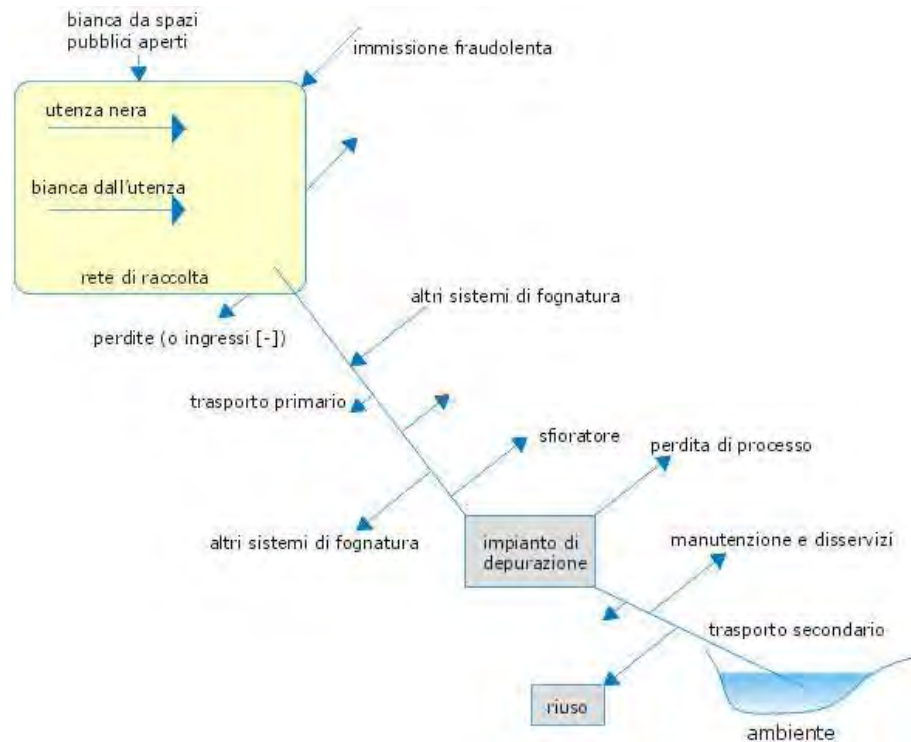 bianca da spazi
pubblici aperti
immissione fraudolenta
utenza nera
bianca dall'utenza
rete di raccolta
altri sistemi di fognatura
perdite (o ingressi [-])
trasporto primario
sfioratore
perdita di processo
altri sistemi di fognatura
impianto di
depurazione
manutenzione e disservizi
trasporto secondario
riuso
ambiente